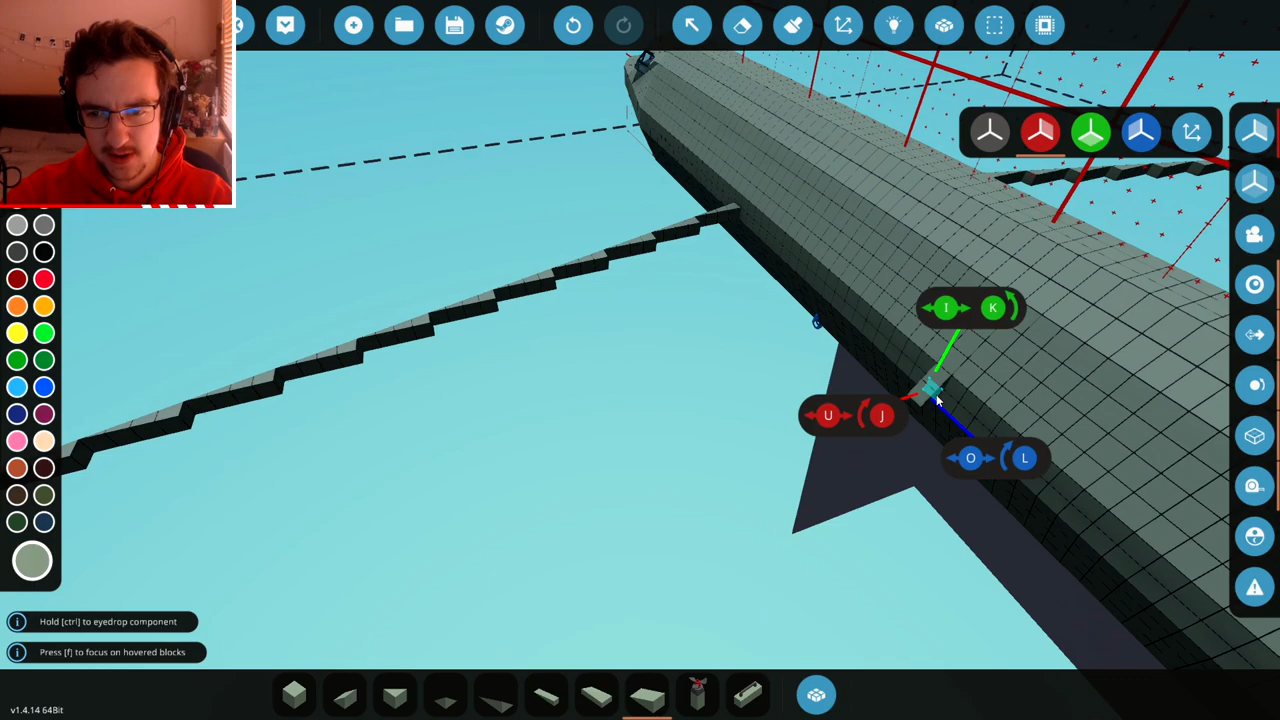 I K
U J
O L
Hold [ctrl] to eyedrop component
Press [f] to focus on hovered blocks
v1.4.14 64Bit